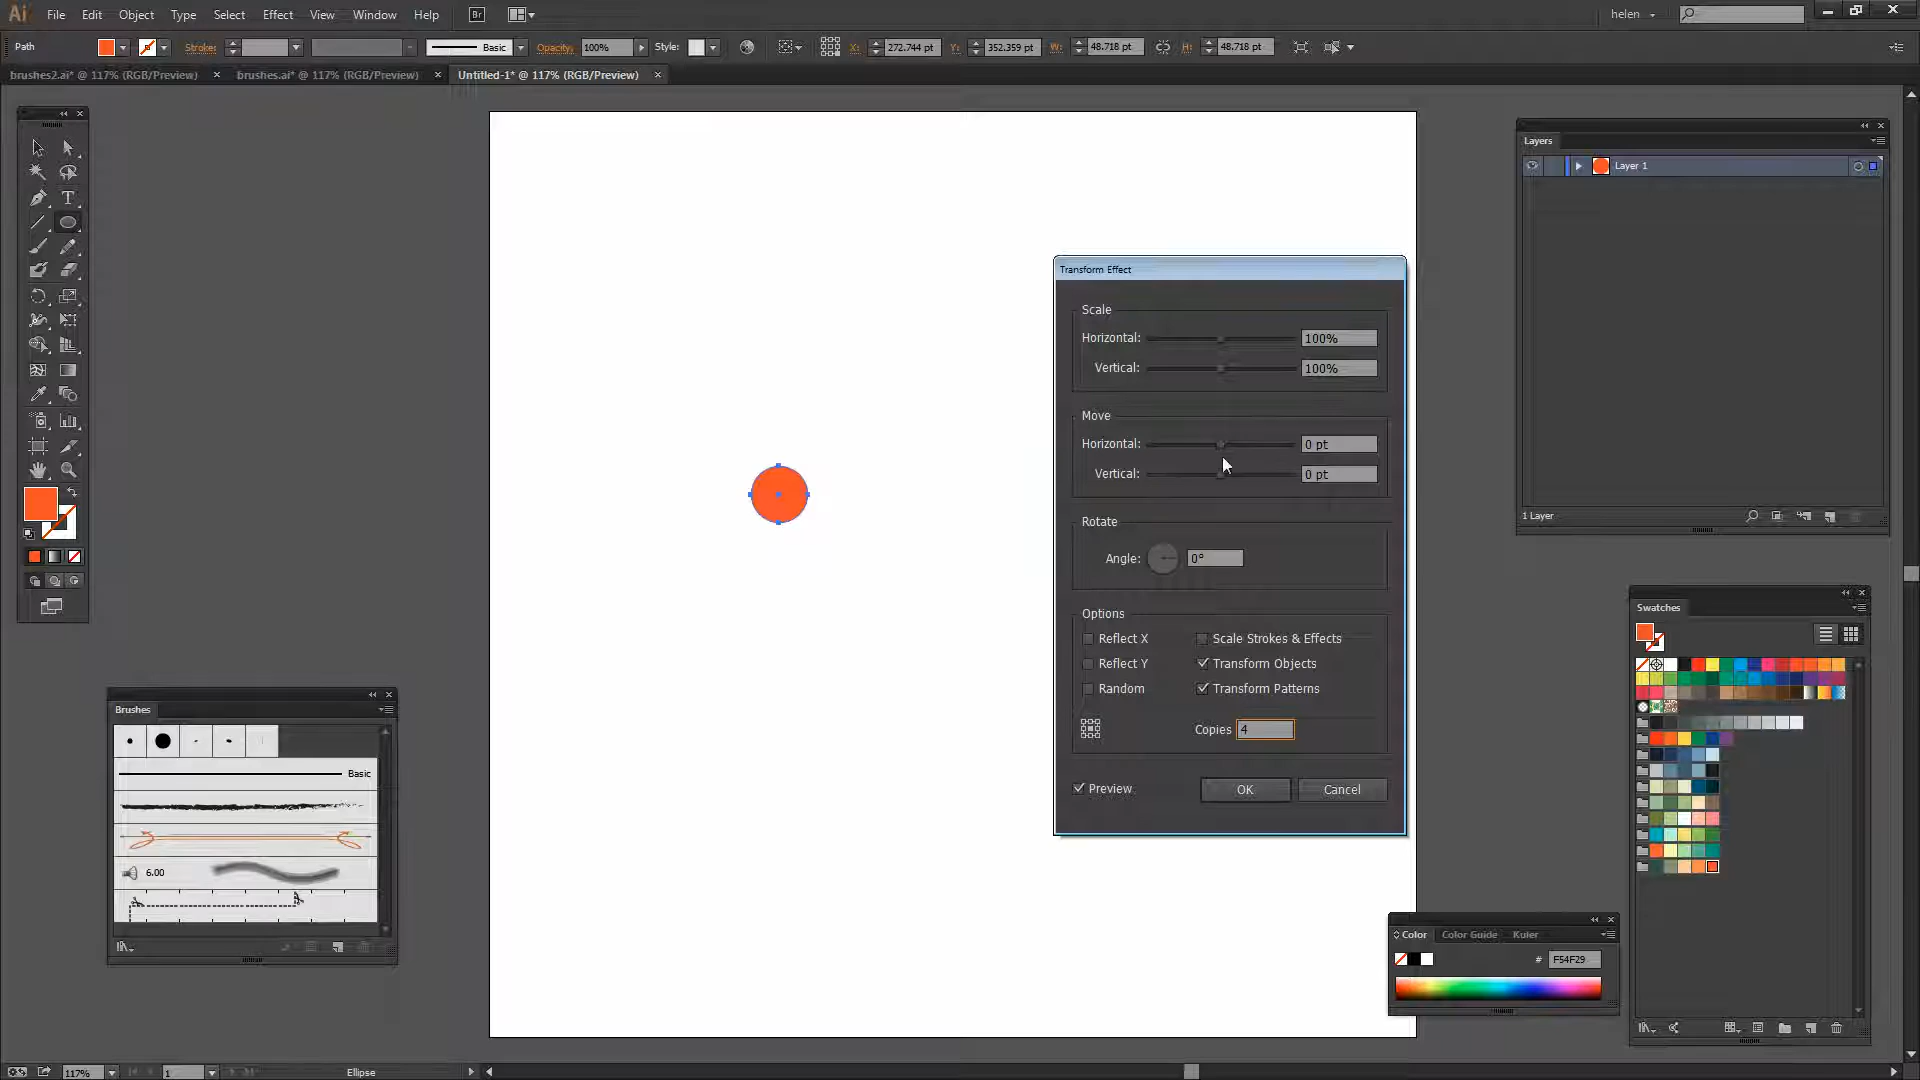 Ai File Edit Object Type Select Effect View Window Help Br helen
Path Stroke: Basic Opacity: 100% Style: X: 272.744 pt Y: 352.359 pt W: 48.718 pt H: 48.718 pt
brushes2.ai* @ 117% (RGB/Preview) × brushes.ai* @ 117% (RGB/Preview) × Untitled-1* @ 117% (RGB/Preview) ×
Layers
Layer 1
1 Layer
T
Transform Effect
Scale
Horizontal: 100%
Vertical: 100%
Move
Horizontal: 0 pt
Vertical: 0 pt
Rotate
Angle: 0°
Options
Reflect X Scale Strokes & Effects
Reflect Y Transform Objects
Random Transform Patterns
Copies 4
Preview OK Cancel
Swatches
Brushes
Basic
6.00
Color Color Guide Kuler
# F54F29
117% 1 Ellipse